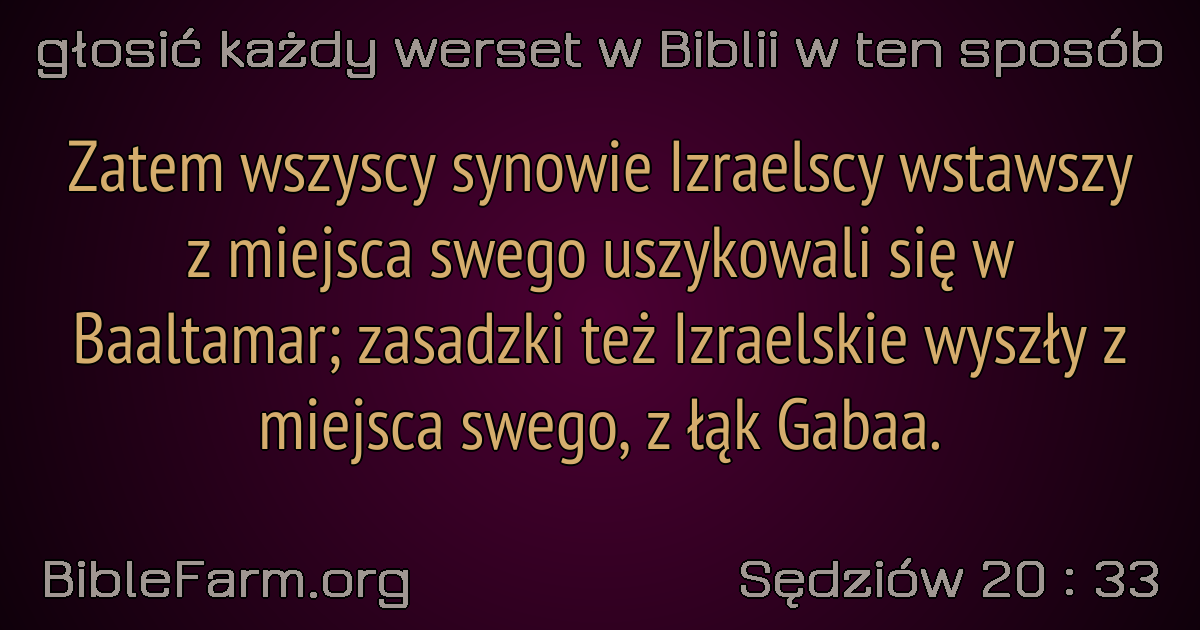 głosić każdy werset w Biblii w ten sposób
Zatem wszyscy synowie Izraelscy wstawszy
z miejsca swego uszykowali się w
Baaltamar; zasadzki też Izraelskie wyszły z
miejsca swego, z łąk Gabaa.
BibleFarm.org
Sędziów 20 : 33